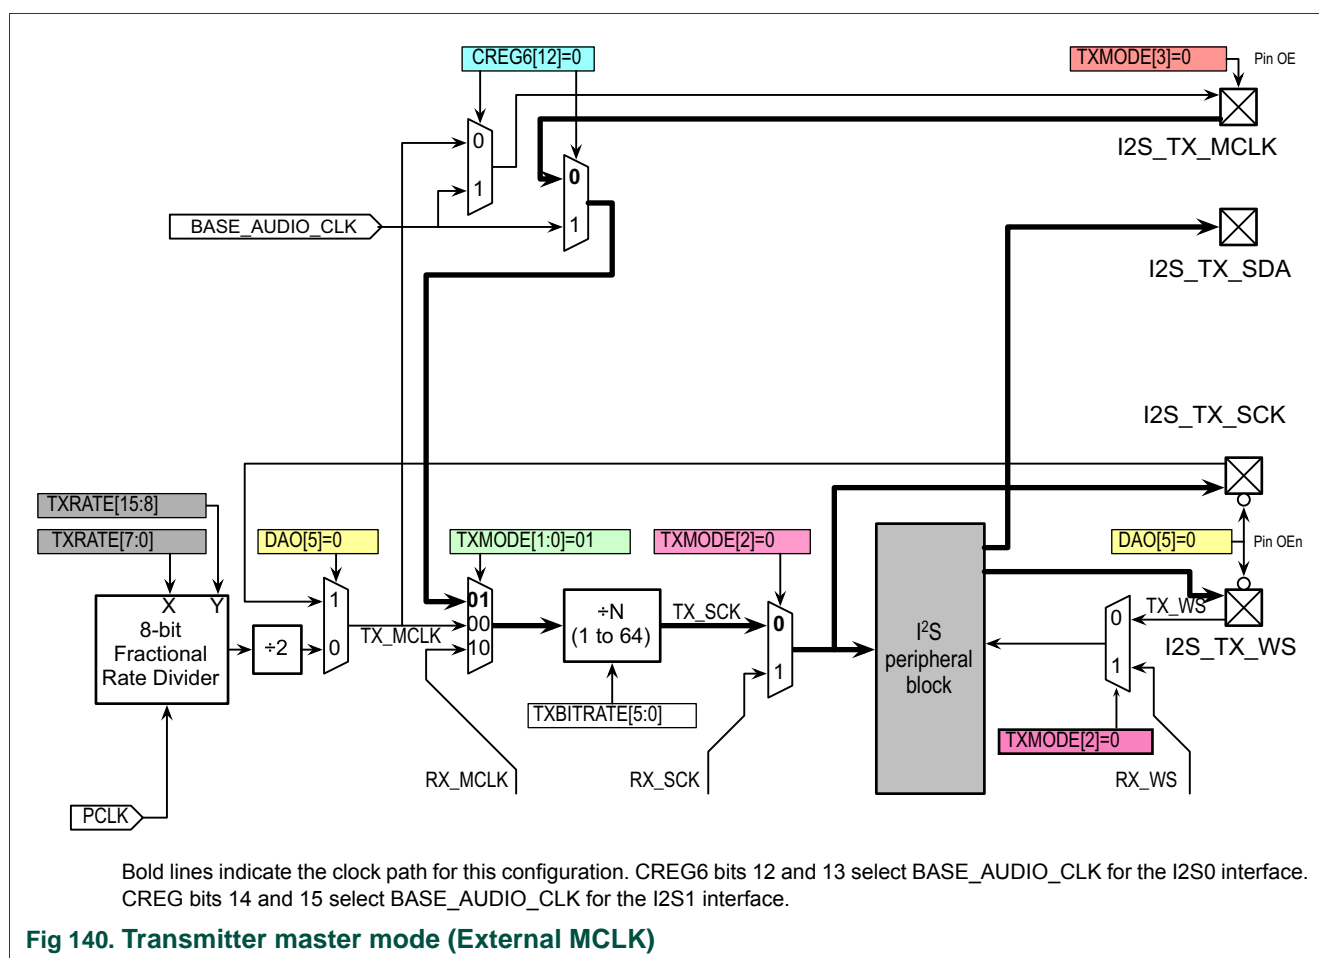 CREG6[12]=0
TXMODE[3]=0
Pin OE
0
1
I2S_TX_MCLK
0
1
BASE_AUDIO_CLK
I2S_TX_SDA
I2S_TX_SCK
TXRATE[15:8]
TXRATE[7:0]
DAO[5]=0
TXMODE[1:0]=01
TXMODE[2]=0
DAO[5]=0
Pin OEn
X
Y
8-bit
Fractional
Rate Divider
÷2
1
0
TX_MCLK
01
00
10
÷N
(1 to 64)
TX_SCK
0
1
I²S
peripheral
block
TX_WS
0
1
I2S_TX_WS
TXBITRATE[5:0]
TXMODE[2]=0
RX_MCLK
RX_SCK
RX_WS
PCLK
Bold lines indicate the clock path for this configuration. CREG6 bits 12 and 13 select BASE_AUDIO_CLK for the I2S0 interface.
CREG bits 14 and 15 select BASE_AUDIO_CLK for the I2S1 interface.
Fig 140. Transmitter master mode (External MCLK)